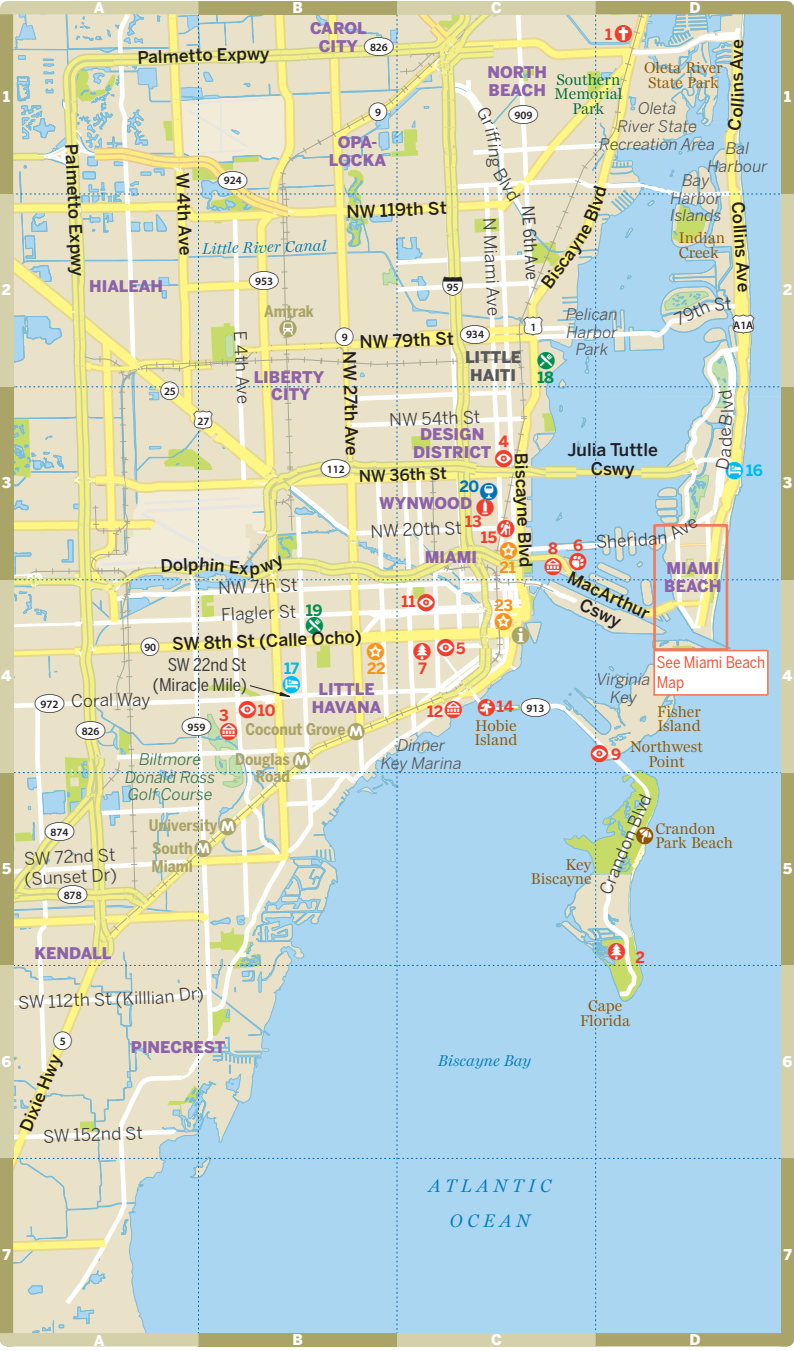 A
B
C
D
CAROL
CITY
826
Palmetto Expwy
1
NORTH
BEACH
Southern
Memorial
Park
Oleta River
State Park
Collins Ave
1
1
9
909
Griffing Blvd
Oleta
River State
Recreation Area
OPA-
LOCKA
Bal
Harbour
Palmetto Expwy
W 4th Ave
924
Bay
Harbor
Islands
NW 119th St
NE 6th Ave
N Miami Ave
Biscayne Blvd
Collins Ave
Little River Canal
Indian
Creek
HIALEAH
953
95
2
2
Amtrak
Pelican
Harbor
Park
79th St
A1A
E 4th Ave
9
NW 79th St
934
1
LITTLE
HAITI
18
LIBERTY
CITY
25
27
NW 27th Ave
NW 54th St
DESIGN
DISTRICT
4
Dade Blvd
Julia Tuttle
Cswy
16
112
NW 36th St
Biscayne Blvd
3
3
20
WYNWOOD
13
NW 20th St
15
Sheridan Ave
8
6
MIAMI
21
Dolphin Expwy
NW 7th St
MacArthur
Cswy
MIAMI
BEACH
11
Flagler St
19
23
SW 8th St (Calle Ocho)
90
i
5
SW 22nd St
(Miracle Mile)
17
22
7
See Miami Beach
Map
4
4
972
Coral Way
LITTLE
HAVANA
Virginia
Key
3
10
12
14
913
Fisher
Island
826
959
Coconut Grove
M
Hobie
Island
Dinner
Key Marina
9
Northwest
Point
Biltmore
Donald Ross
Golf Course
Douglas
Road
M
Crandon Blvd
874
University
M
South
Miami
M
Crandon
Park Beach
SW 72nd St
(Sunset Dr)
Key
Biscayne
5
5
878
KENDALL
2
SW 112th St (Killlian Dr)
Cape
Florida
5
PINECREST
Biscayne Bay
6
6
Dixie Hwy
SW 152nd St
ATLANTIC
OCEAN
7
7
A
B
C
D